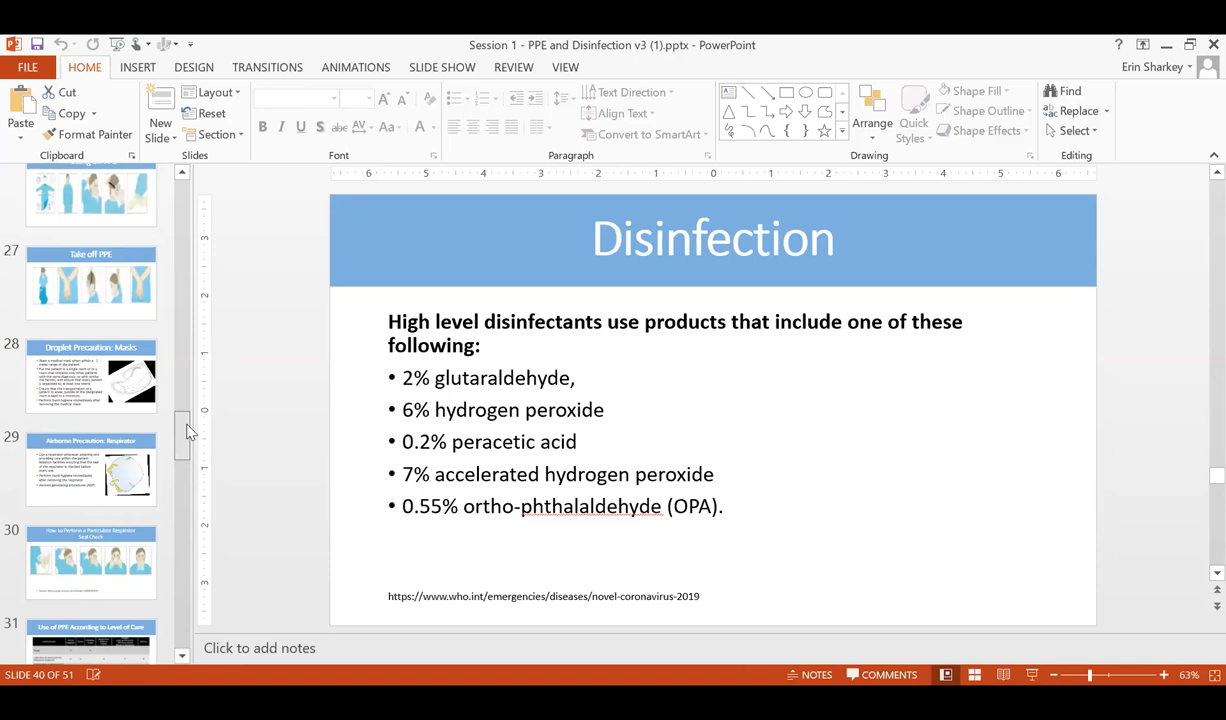 Session 1 - PPE and Disinfection v3 (1).pptx - PowerPoint
FILE HOME INSERT DESIGN TRANSITIONS ANIMATIONS SLIDE SHOW REVIEW VIEW
Erin Sharkey
Paste
Cut
Copy
Format Painter
Clipboard
New
Slide
Layout
Reset
Section
Slides
Font
Text Direction
Align Text
Convert to SmartArt
Paragraph
Arrange
Quick
Styles
Shape Fill
Shape Outline
Shape Effects
Drawing
Find
Replace
Select
Editing
27
Take off PPE
28
Droplet Precaution: Masks
29
Airborne Precaution: Respirator
30
How to Perform a Particulate Respirator
Seal Check
31
Use of PPE According to Level of Care
Disinfection
High level disinfectants use products that include one of these
following:
• 2% glutaraldehyde,
• 6% hydrogen peroxide
• 0.2% peracetic acid
• 7% accelerated hydrogen peroxide
• 0.55% ortho-phthalaldehyde (OPA).
https://www.who.int/emergencies/diseases/novel-coronavirus-2019
Click to add notes
SLIDE 40 OF 51
NOTES
COMMENTS
63%